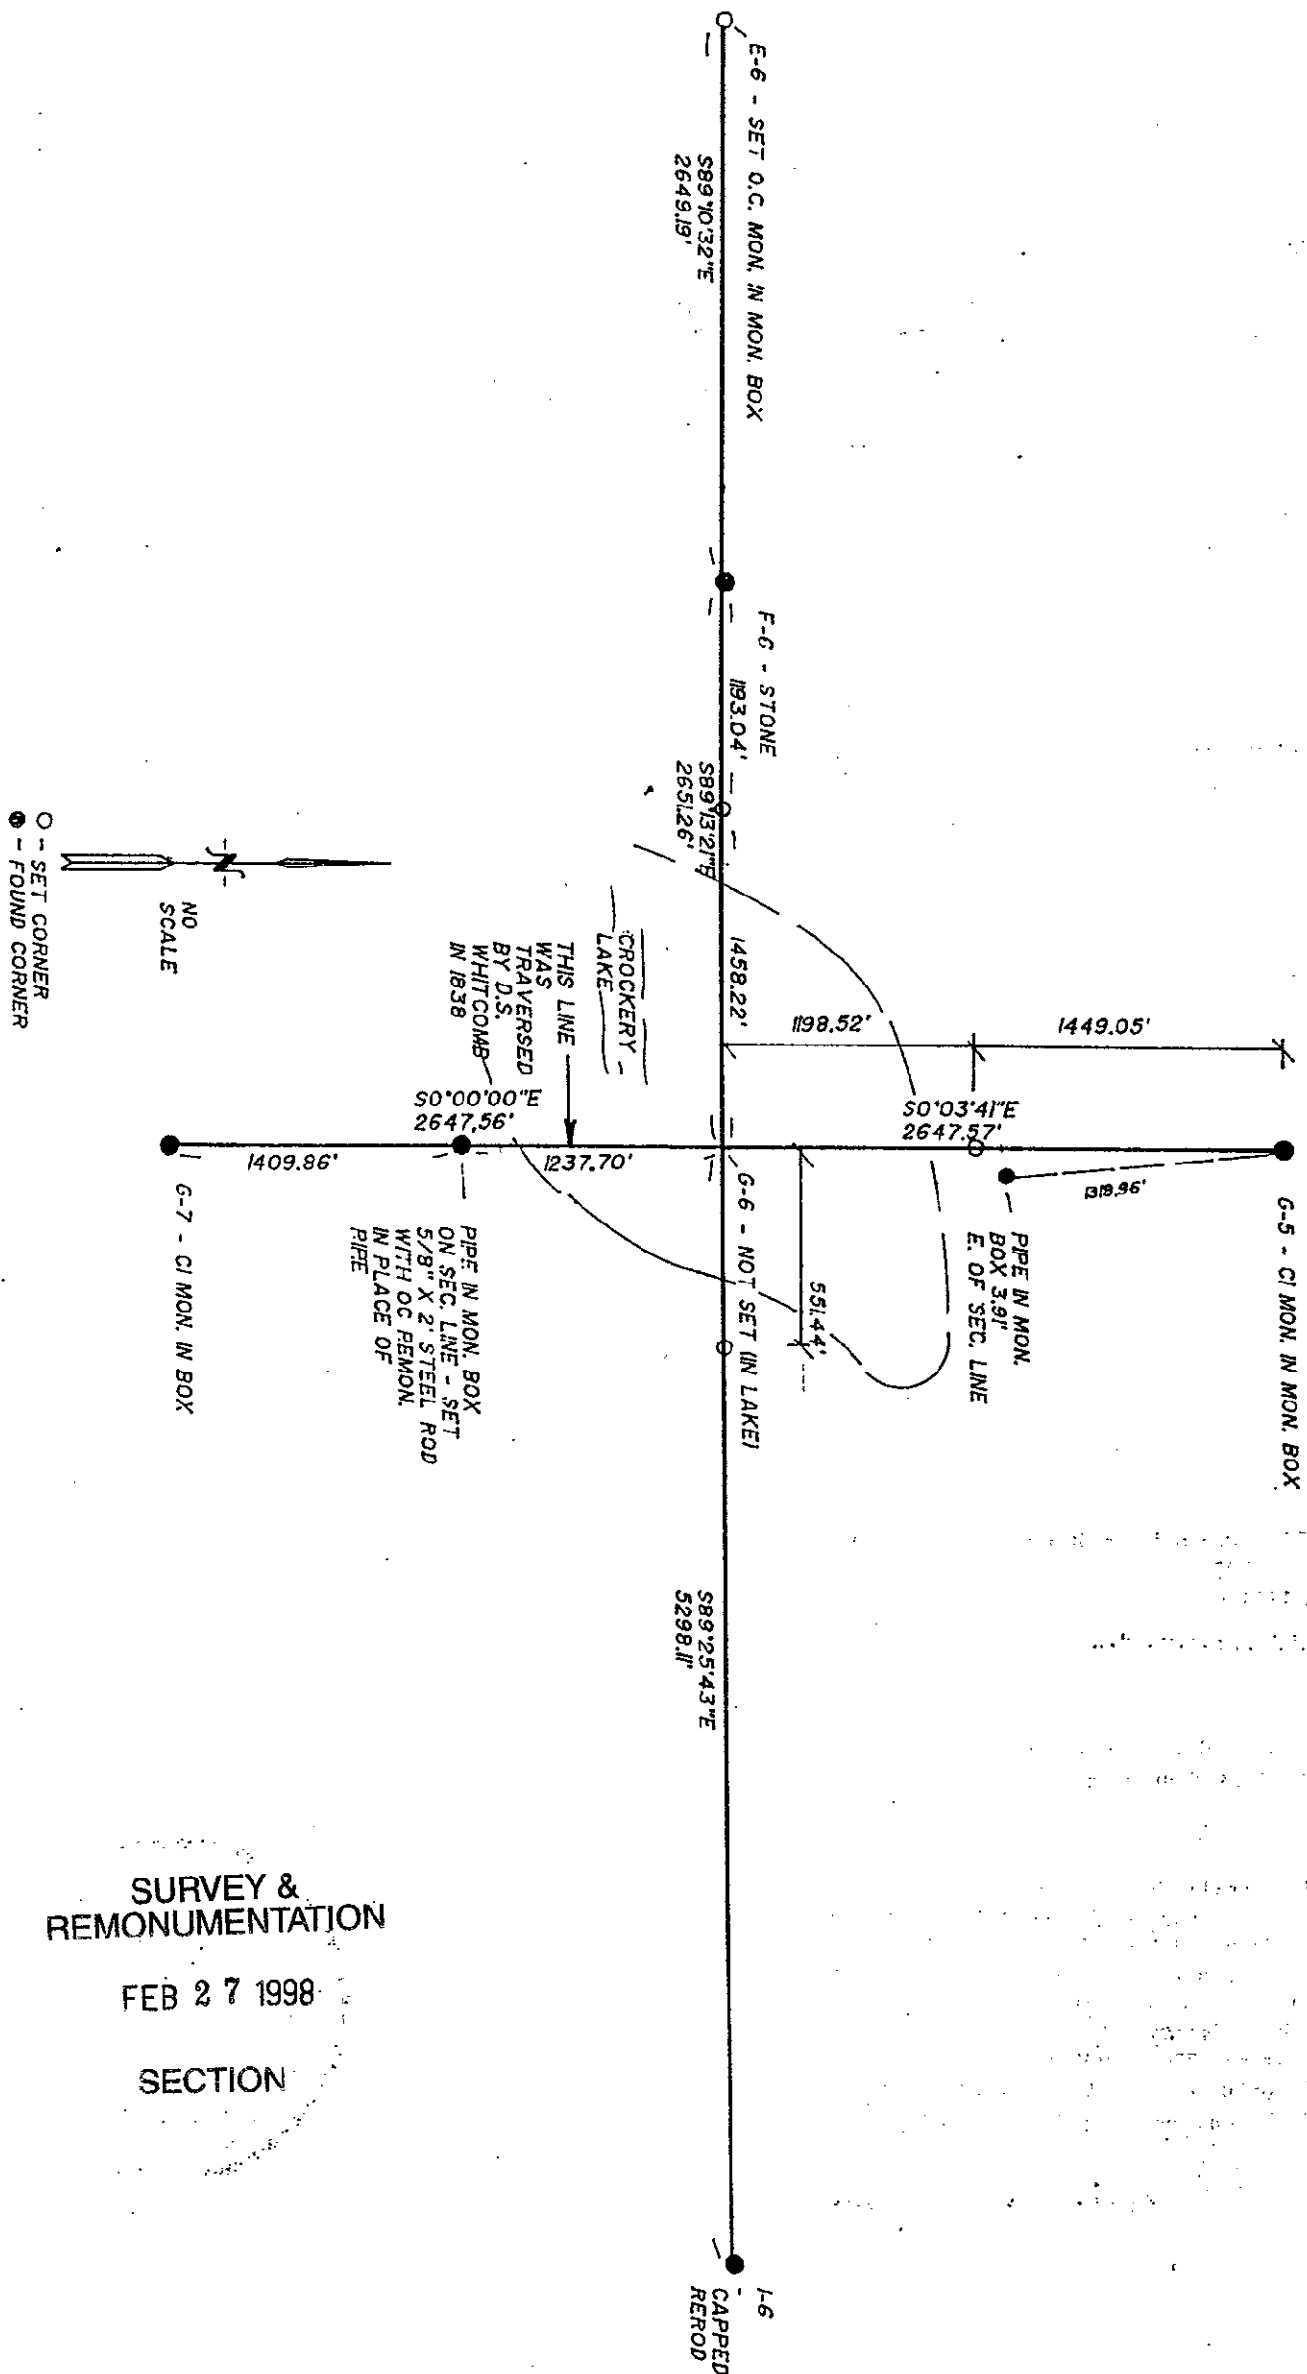 E-6 - SET O.C. MON. IN MON. BOX
S89°10'32"E
2649.19'
F-6 - STONE
1193.04'
S89°13'21"E
2651.26'
1458.22'
CROCKERY -
LAKE
THIS LINE
WAS
TRAVERSED
BY D.S.
WHITCOMB
IN 1838
1198.52'
1449.05'
S0°03'41"E
2647.57'
1319.96'
G-5 - CI MON. IN MON. BOX
PIPE IN MON.
BOX 3.91'
E. OF SEC. LINE
G-6 - NOT SET (IN LAKE)
551.44'
S0°00'00"E
2647.56'
1409.86'
1237.70'
G-7 - CI MON. IN BOX
PIPE IN MON. BOX
ON SEC. LINE - SET
5/8" X 2' STEEL ROD
WITH OC REMON.
IN PLACE OF
PIPE
S89°25'43"E
5298.11'
I-6
-
CAPPED
REROD
N
NO
SCALE
O - SET CORNER
● - FOUND CORNER
SURVEY &
REMONUMENTATION
FEB 27 1998
SECTION